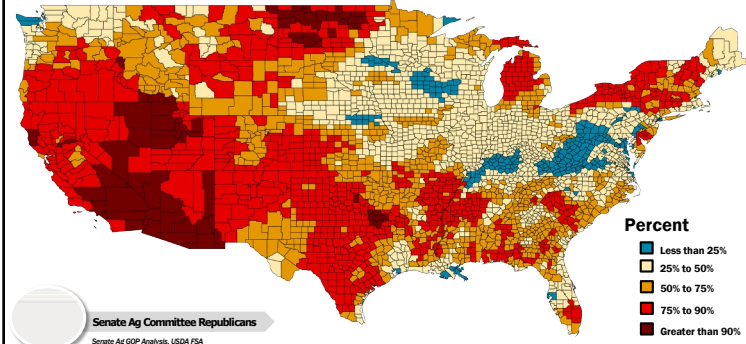 Percent
Less than 25%
25% to 50%
50% to 75%
75% to 90%
Greater than 90%
Senate Ag Committee Republicans
Senate Ag GOP Analysis, USDA FSA